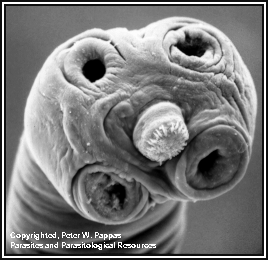 Copyrighted, Peter W. Pappas
Parasites and Parasitological Resources